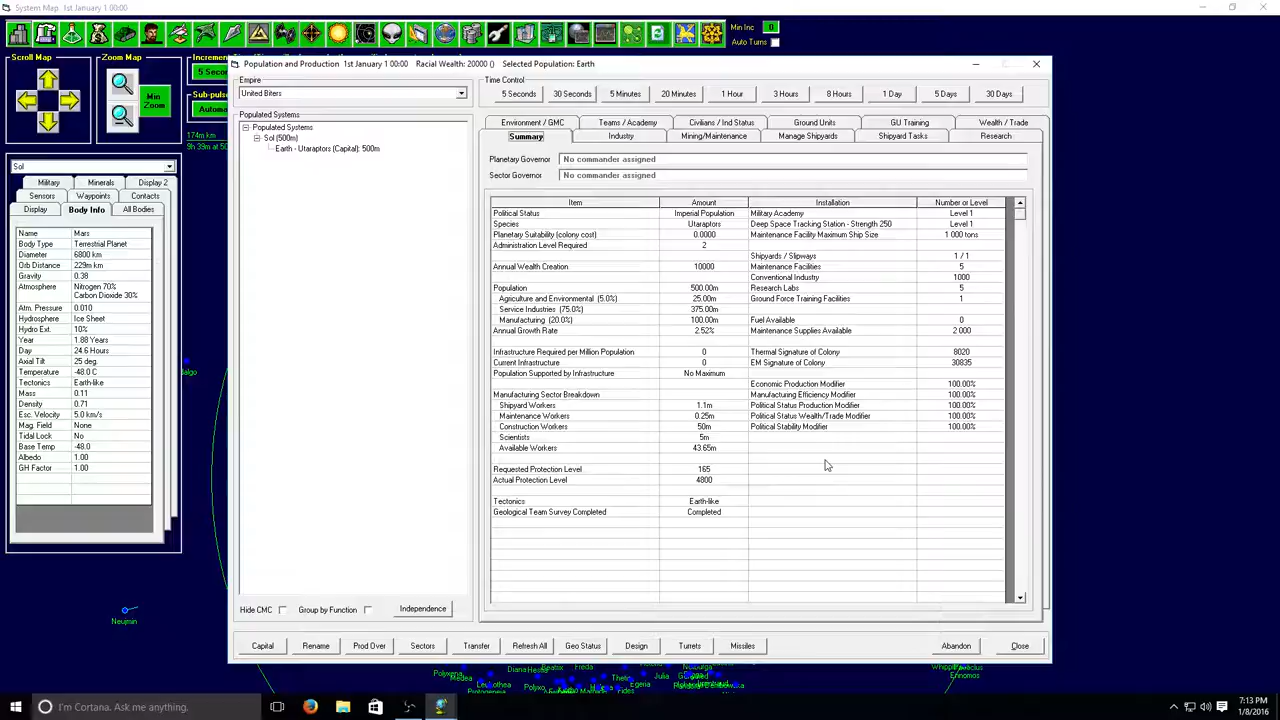 System Map 1st January 1 00:00
Scroll Map
Zoom Map
Min Zoom
Increment
5 Second
Sub-pulse
Automa
Min Inc 0
Auto Turns
174m km
Sol
Military Minerals Display 2
Sensors Waypoints Contacts
Display Body Info All Bodies
Name Mars
Body Type Terrestrial Planet
Diameter 6800 km
Orb Distance 229m km
Gravity 0.38
Atmosphere Nitrogen 70%
Carbon Dioxide 30%
Atm. Pressure 0.010
Hydrosphere Ice Sheet
Hydro Ext. 10%
Year 1.88 Years
Day 24.6 Hours
Axial Tilt 25 deg.
Temperature -48.0 C
Tectonics Earth-like
Mass 0.11
Density 0.71
Esc. Velocity 5.0 km/s
Mag. Field None
Tidal Lock No
Base Temp -48.0
Albedo 1.00
GH Factor 1.00
Neujmin
Population and Production 1st January 1 00:00 Racial Wealth: 20000 () Selected Population: Earth
Empire
United Biters
Populated Systems
Populated Systems
Sol (500m)
Earth - Utaraptors (Capital): 500m
Hide CMC Group by Function Independence
Time Control
5 Seconds 30 Seconds 5 Minutes 20 Minutes 1 Hour 3 Hours 8 Hours 1 Day 5 Days 30 Days
Environment / GMC Teams / Academy Civilians / Ind Status Ground Units GU Training Wealth / Trade
Summary Industry Mining/Maintenance Manage Shipyards Shipyard Tasks Research
Planetary Governor No commander assigned
Sector Governor No commander assigned
Item Amount Installation Number or Level
Political Status Imperial Population Military Academy Level 1
Species Utaraptors Deep Space Tracking Station - Strength 250 Level 1
Planetary Suitability (colony cost) 0.0000 Maintenance Facility Maximum Ship Size 1 000 tons
Administration Level Required 2
Shipyards / Slipways 1 / 1
Annual Wealth Creation 10000 Maintenance Facilities 5
Conventional Industry 1000
Population 500.00m Research Labs 5
Agriculture and Environmental (5.0%) 25.00m Ground Force Training Facilities 1
Service Industries (75.0%) 375.00m
Manufacturing (20.0%) 100.00m Fuel Available 0
Annual Growth Rate 2.52% Maintenance Supplies Available 2 000
Infrastructure Required per Million Population 0 Thermal Signature of Colony 8020
Current Infrastructure 0 EM Signature of Colony 30835
Population Supported by Infrastructure No Maximum
Economic Production Modifier 100.00%
Manufacturing Sector Breakdown Manufacturing Efficiency Modifier 100.00%
Shipyard Workers 1.1m Political Status Production Modifier 100.00%
Maintenance Workers 0.25m Political Status Wealth/Trade Modifier 100.00%
Construction Workers 50m Political Stability Modifier 100.00%
Scientists 5m
Available Workers 43.65m
Requested Protection Level 165
Actual Protection Level 4800
Tectonics Earth-like
Geological Team Survey Completed Completed
Capital Rename Prod Over Sectors Transfer Refresh All Geo Status Design Turrets Missiles Abandon Close
I'm Cortana. Ask me anything.
7:13 PM
1/8/2016